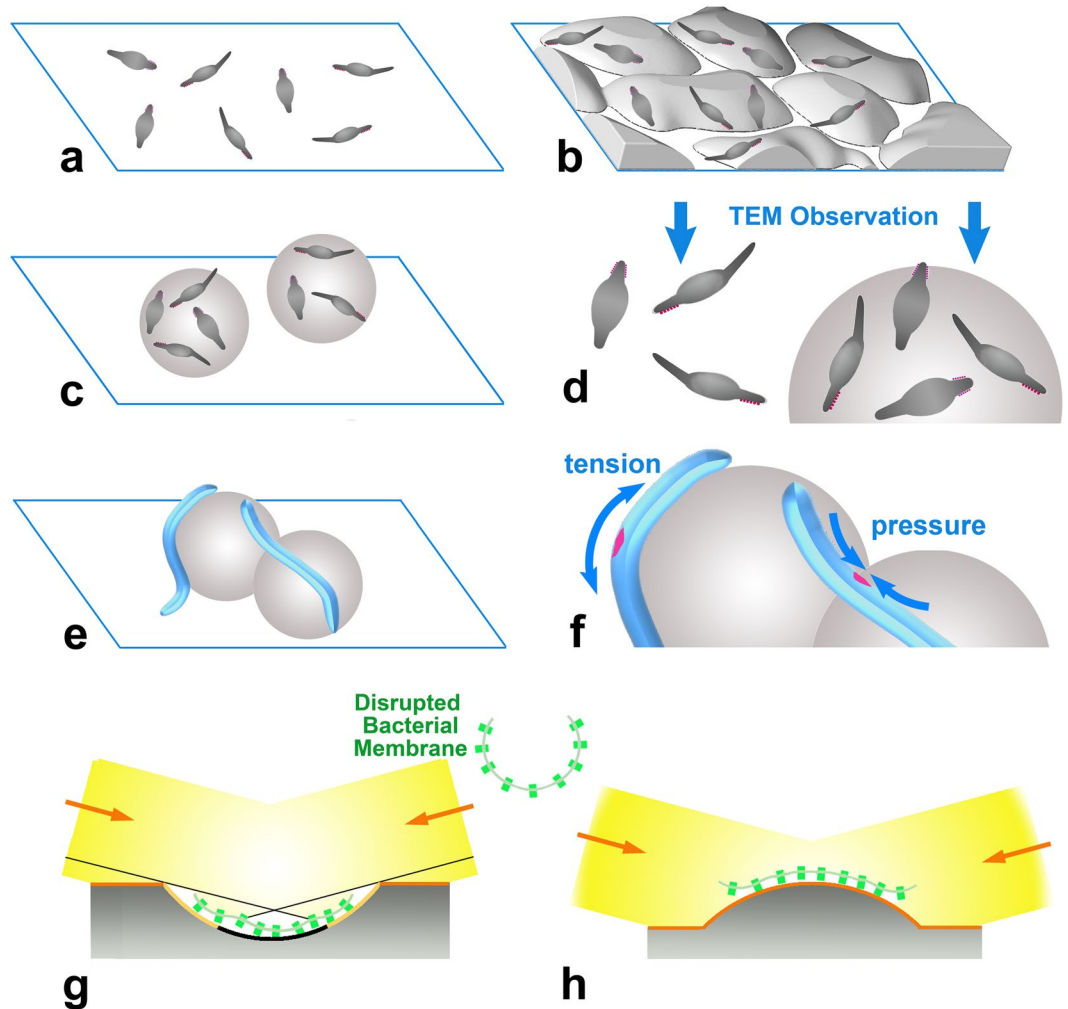 a
b
TEM Observation
c
d
tension
pressure
e
f
Disrupted
Bacterial
Membrane
g
h